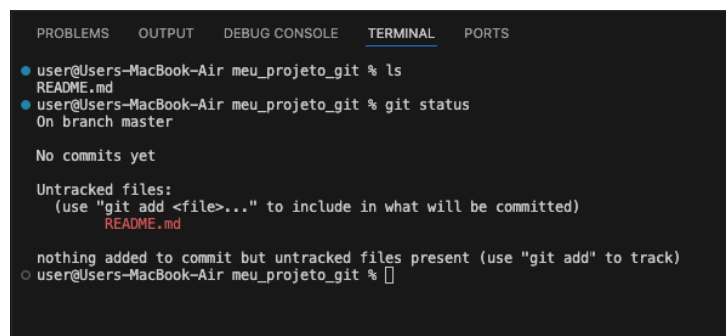 PROBLEMS OUTPUT DEBUG CONSOLE TERMINAL PORTS
user@Users-MacBook-Air meu_projeto_git % ls
README.md
user@Users-MacBook-Air meu_projeto_git % git status
On branch master
No commits yet
Untracked files:
(use "git add <file>..." to include in what will be committed)
README.md
nothing added to commit but untracked files present (use "git add" to track)
user@Users-MacBook-Air meu_projeto_git %